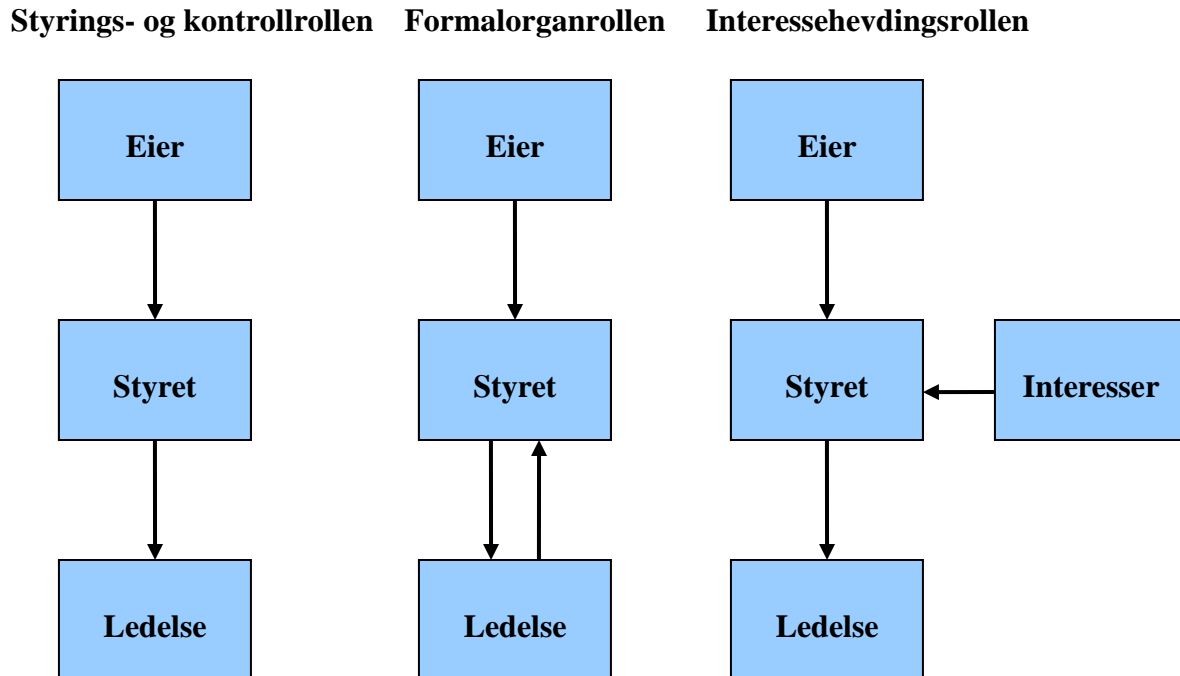 Styrings- og kontrollrollen Formalorganrollen Interessehevdingsrollen
Eier Eier Eier
Styret Styret Styret Interesser
Ledelse Ledelse Ledelse